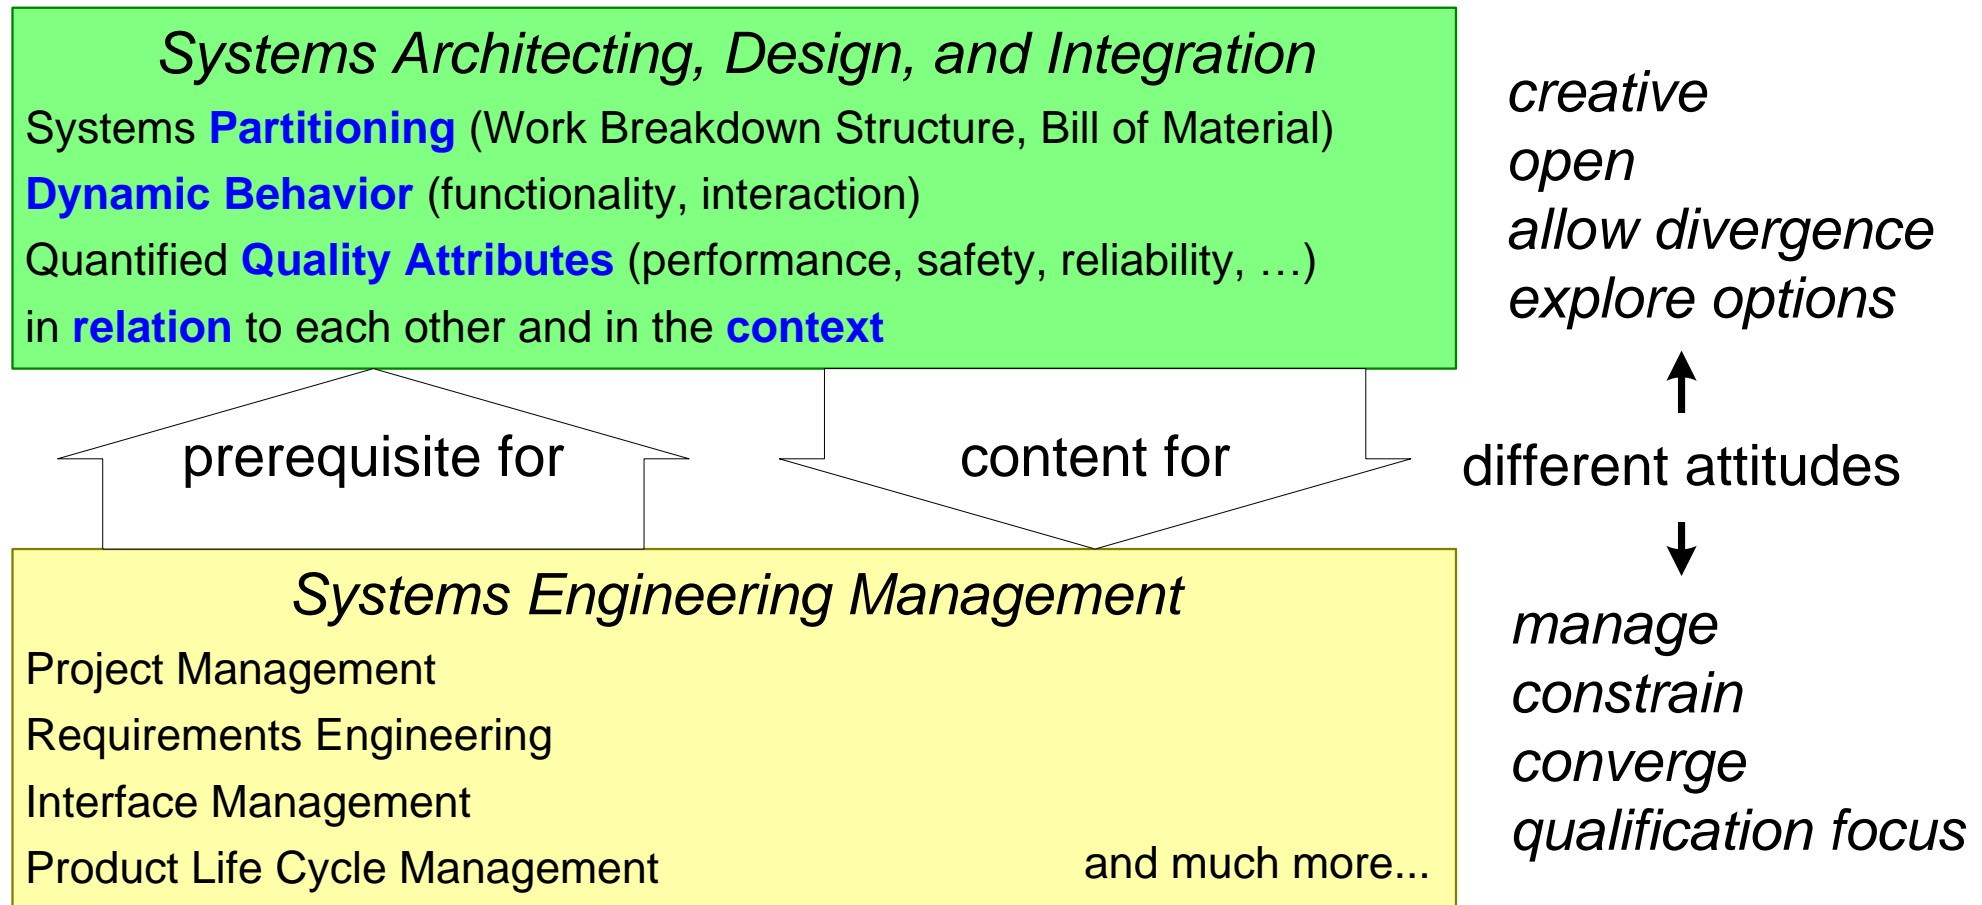 Systems Architecting, Design, and Integration
Systems Partitioning (Work Breakdown Structure, Bill of Material)
Dynamic Behavior (functionality, interaction)
Quantified Quality Attributes (performance, safety, reliability, …)
in relation to each other and in the context
creative
open
allow divergence
explore options
prerequisite for
content for
different attitudes
Systems Engineering Management
Project Management
Requirements Engineering
Interface Management
Product Life Cycle Management
and much more...
manage
constrain
converge
qualification focus